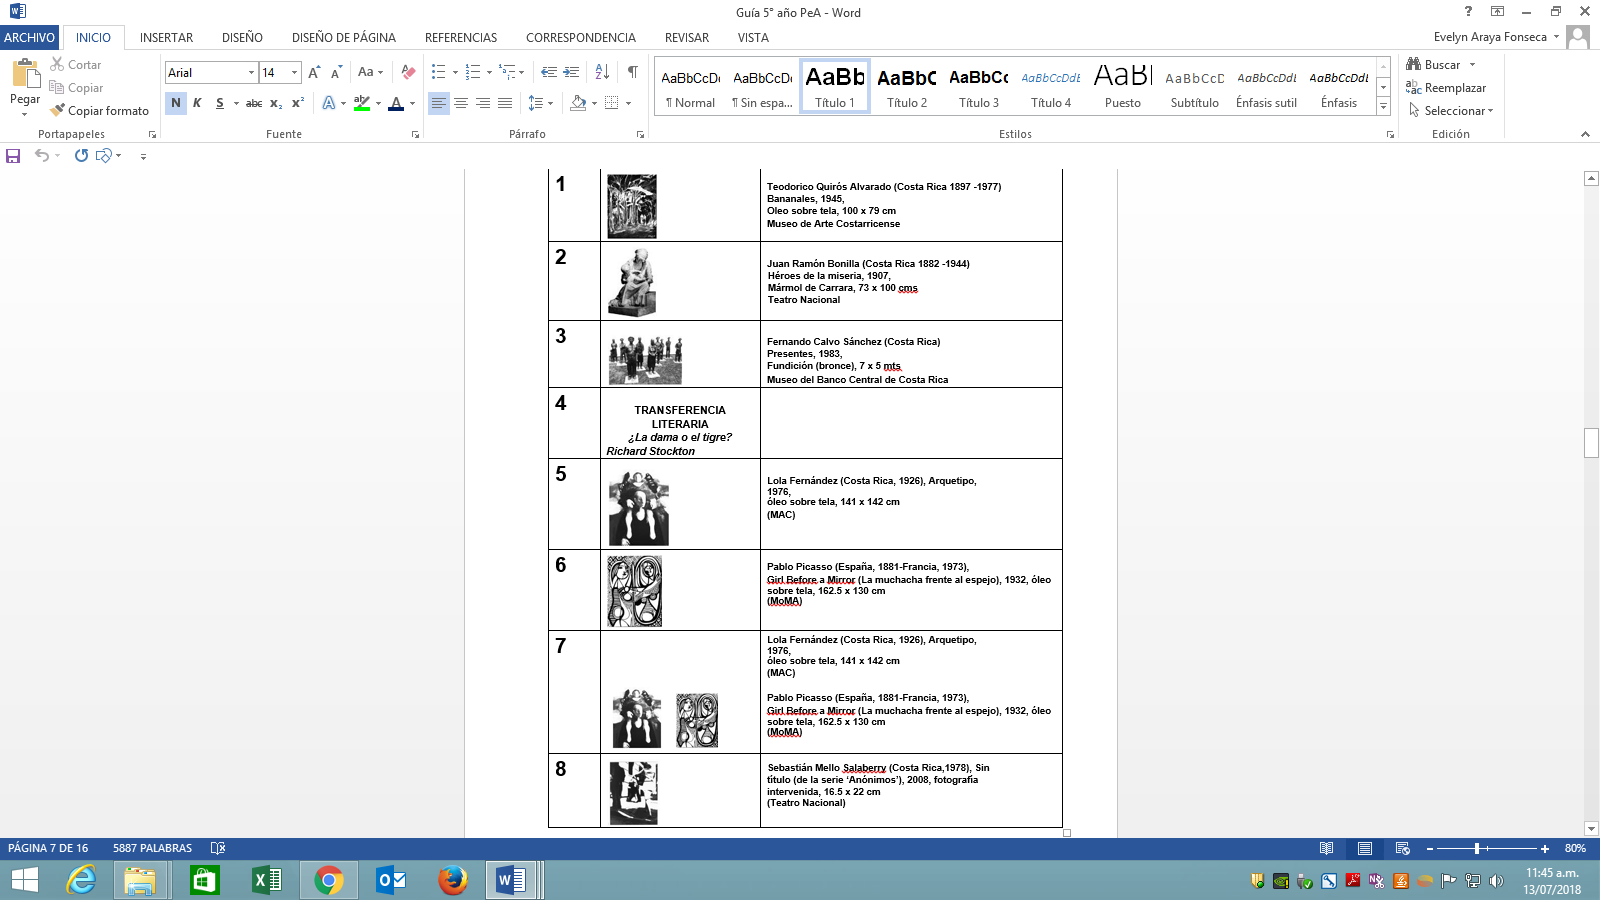 Guía 5° año PeA - Word
ARCHIVO INICIO INSERTAR DISEÑO DISEÑO DE PÁGINA REFERENCIAS CORRESPONDENCIA REVISAR VISTA Evelyn Araya Fonseca
Pegar
Cortar
Copiar
Copiar formato
Portapapeles
Arial 14
N K S abc x₂ x²
Fuente
Párrafo
AaBbCcDc AaBbCcDc AaBb AaBbC AaBbCc AaBbCcDdE AaBl AaBbCcD AaBbCcDdE AaBbCcDdE
¶ Normal ¶ Sin espa... Título 1 Título 2 Título 3 Título 4 Puesto Subtítulo Énfasis sutil Énfasis
Estilos
Buscar
Reemplazar
Seleccionar
Edición
1
Teodorico Quirós Alvarado (Costa Rica 1897 -1977)
Bananales, 1945,
Oleo sobre tela, 100 x 79 cm
Museo de Arte Costarricense
2
Juan Ramón Bonilla (Costa Rica 1882 -1944)
Héroes de la miseria, 1907,
Mármol de Carrara, 73 x 100 cms
Teatro Nacional
3
Fernando Calvo Sánchez (Costa Rica)
Presentes, 1983,
Fundición (bronce), 7 x 5 mts
Museo del Banco Central de Costa Rica
4
TRANSFERENCIA
LITERARIA
¿La dama o el tigre?
Richard Stockton
5
Lola Fernández (Costa Rica, 1926), Arquetipo,
1976,
óleo sobre tela, 141 x 142 cm
(MAC)
6
Pablo Picasso (España, 1881-Francia, 1973),
Girl Before a Mirror (La muchacha frente al espejo), 1932, óleo
sobre tela, 162.5 x 130 cm
(MoMA)
7
Lola Fernández (Costa Rica, 1926), Arquetipo,
1976,
óleo sobre tela, 141 x 142 cm
(MAC)
Pablo Picasso (España, 1881-Francia, 1973),
Girl Before a Mirror (La muchacha frente al espejo), 1932, óleo
sobre tela, 162.5 x 130 cm
(MoMA)
8
Sebastián Mello Salaberry (Costa Rica,1978), Sin
título (de la serie ‘Anónimos’), 2008, fotografía
intervenida, 16.5 x 22 cm
(Teatro Nacional)
PÁGINA 7 DE 16 5887 PALABRAS 80%
11:45 a.m.
13/07/2018